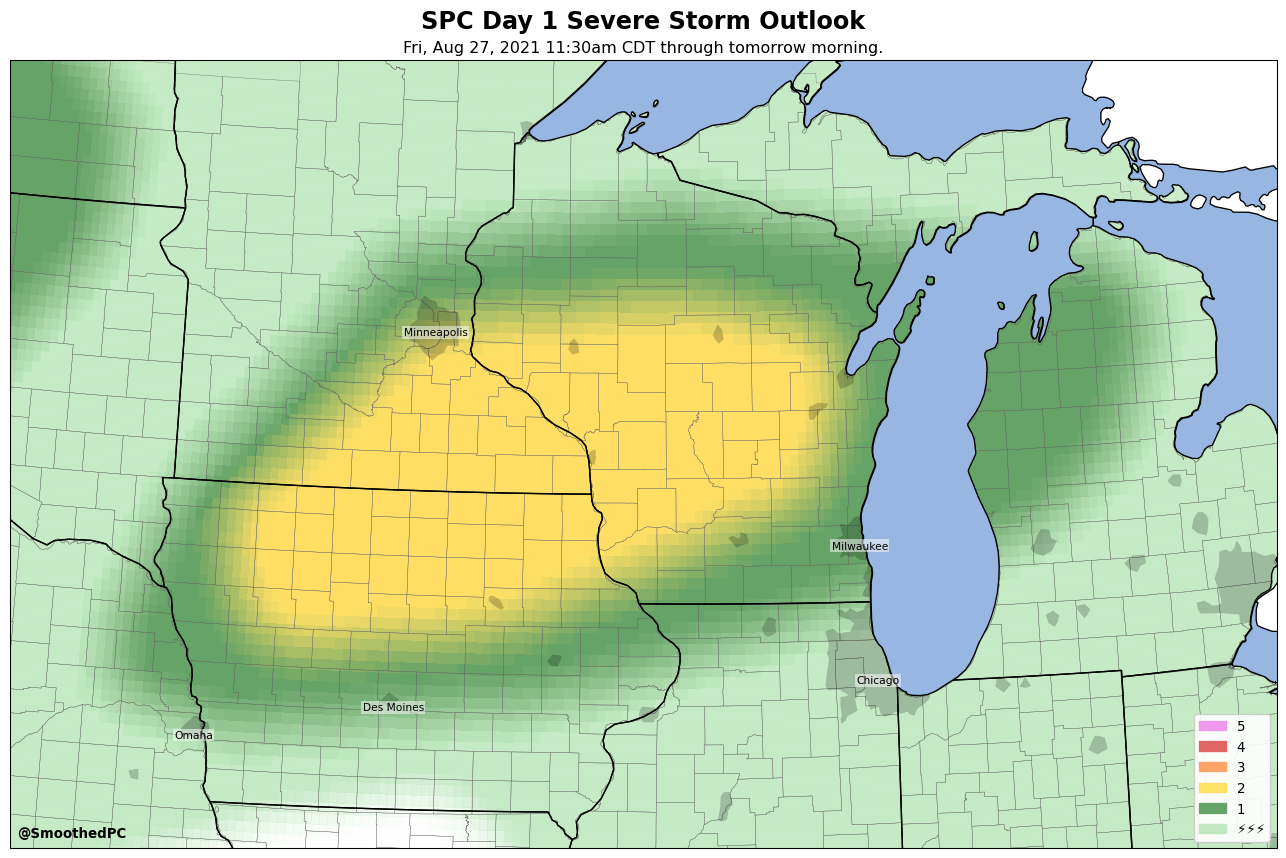 SPC Day 1 Severe Storm Outlook
Fri, Aug 27, 2021 11:30am CDT through tomorrow morning.
Minneapolis
Milwaukee
Chicago
Des Moines
Omaha
5
4
3
2
1
⚡⚡⚡
@SmoothedPC